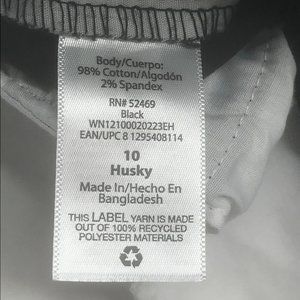 Body/Cuerpo:
98% Cotton/Algodón
2% Spandex
RN# 52469
Black
WN12100020223EH
EAN/UPC 8 1295408114
10
Husky
Made In/Hecho En
Bangladesh
THIS LABEL YARN IS MADE
OUT OF 100% RECYCLED
POLYESTER MATERIALS